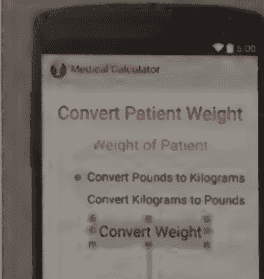 5:00
Medical Calculator
Convert Patient Weight
Weight of Patient
Convert Pounds to Kilograms
Convert Kilograms to Pounds
Convert Weight